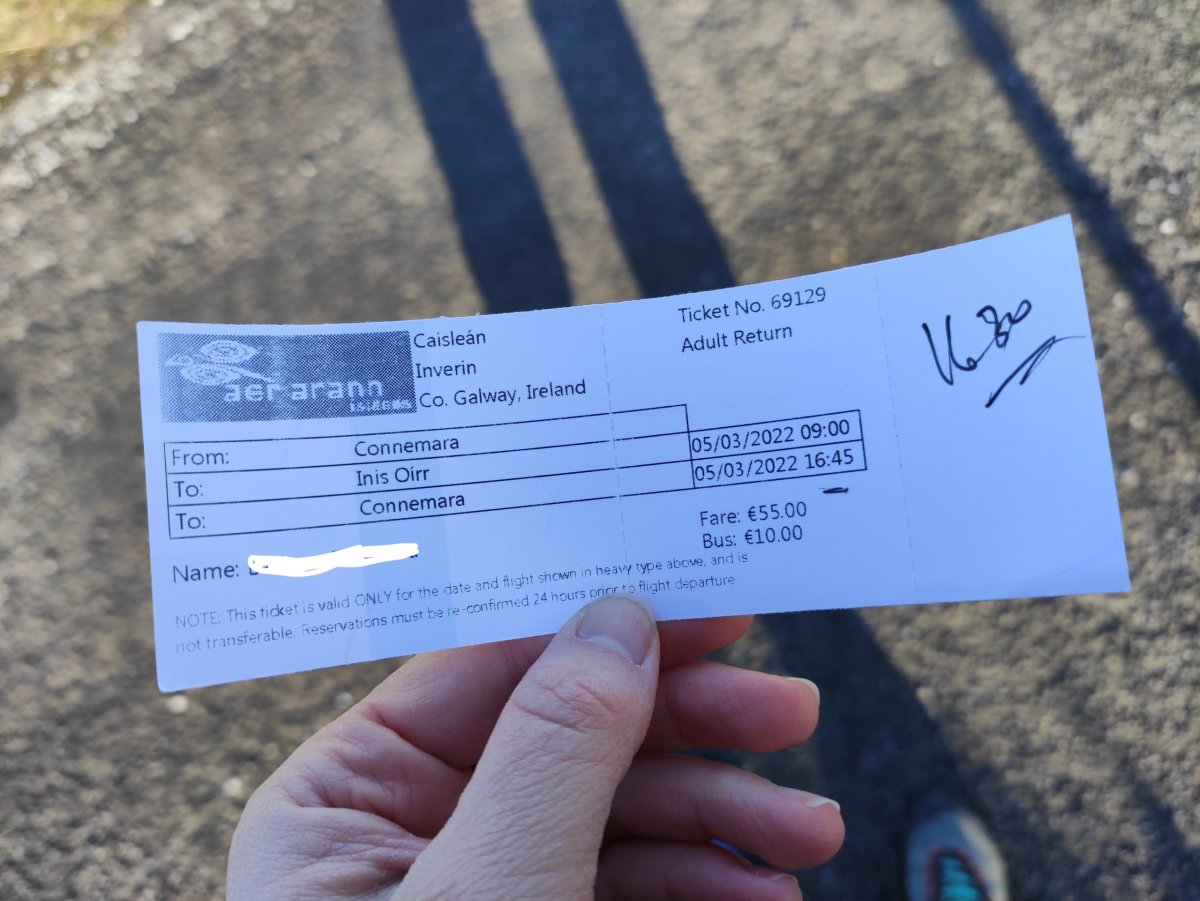 aerarann
Caisleán
Inverin
Co. Galway, Ireland
Ticket No. 69129
Adult Return
From: Connemara
To: Inis Oírr 05/03/2022 09:00
To: Connemara 05/03/2022 16:45
Fare: €55.00
Bus: €10.00
Name:
NOTE: This ticket is valid ONLY for the date and flight shown in heavy type above, and is
not transferable. Reservations must be re-confirmed 24 hours prior to flight departure